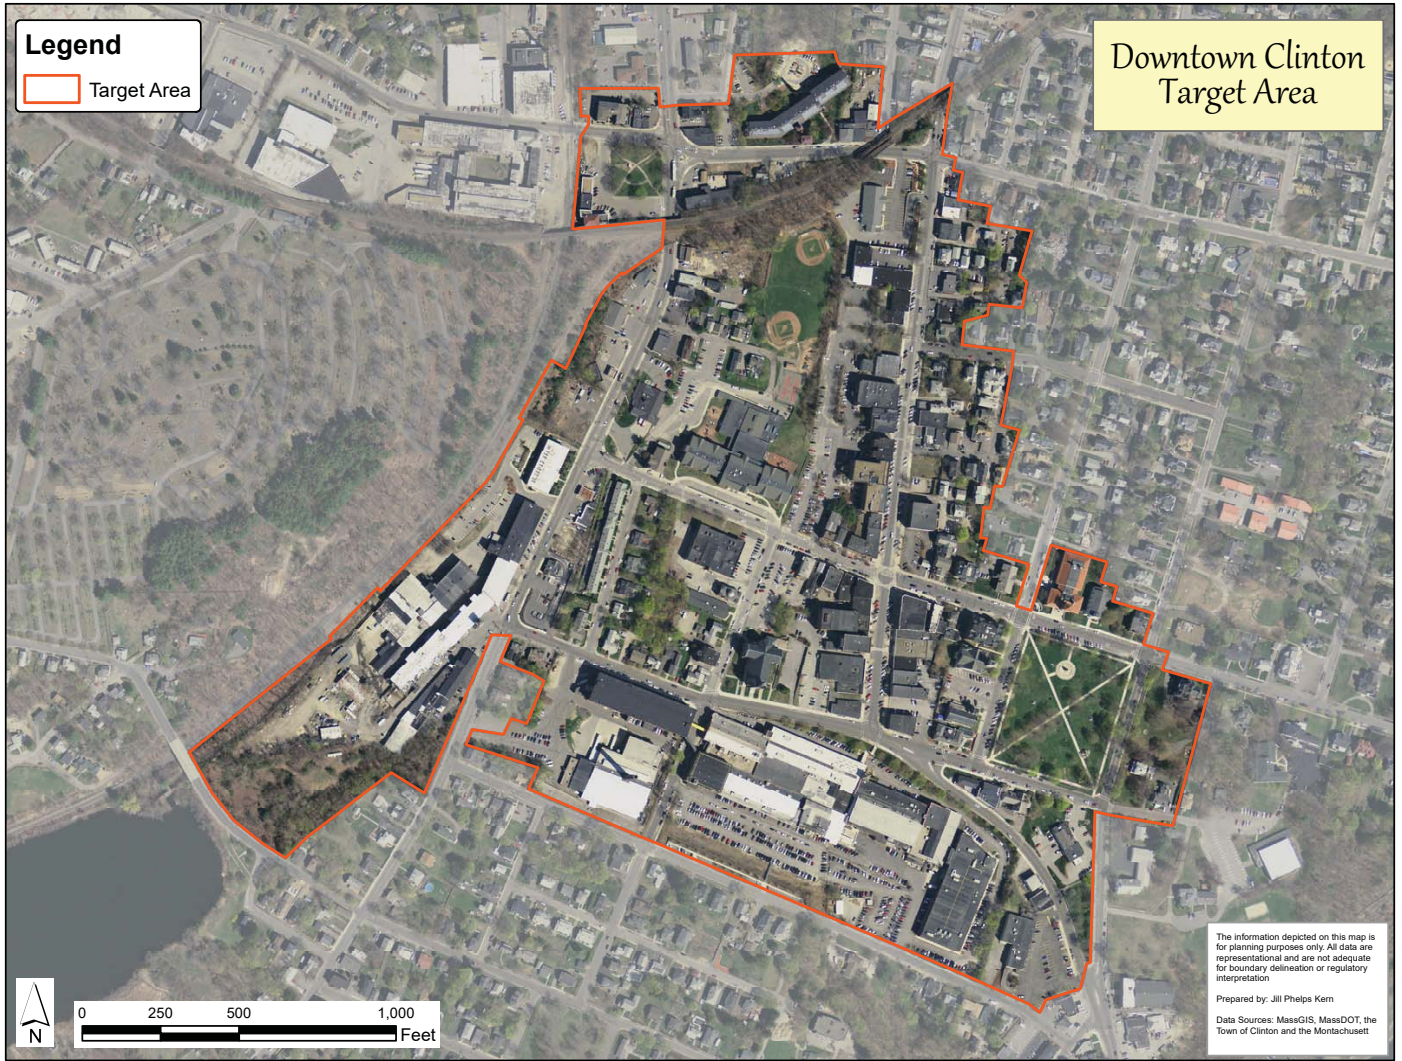 Legend
Target Area
Downtown Clinton
Target Area
The information depicted on this map is
for planning purposes only. All data are
representational and are not adequate
for boundary delineation or regulatory
interpretation
Prepared by: Jill Phelps Kern
Data Sources: MassGIS, MassDOT, the
Town of Clinton and the Montachusett
N
0 250 500 1,000
Feet